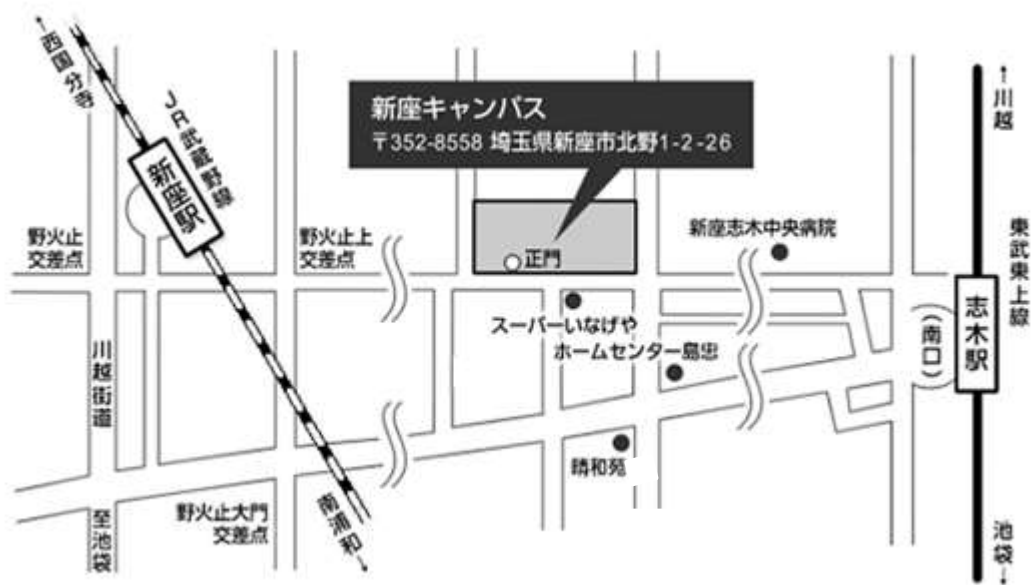 ←西国分寺
JR武蔵野線
新座駅
新座キャンパス
〒352-8558 埼玉県新座市北野1-2-26
←川越
東武東上線
野火止
交差点
野火止上
交差点
正門
新座志木中央病院
志木駅
(南口)
スーパーいなげや
ホームセンター島忠
川越街道
晴和苑
野火止大門
交差点
南浦和→
至池袋
池袋→